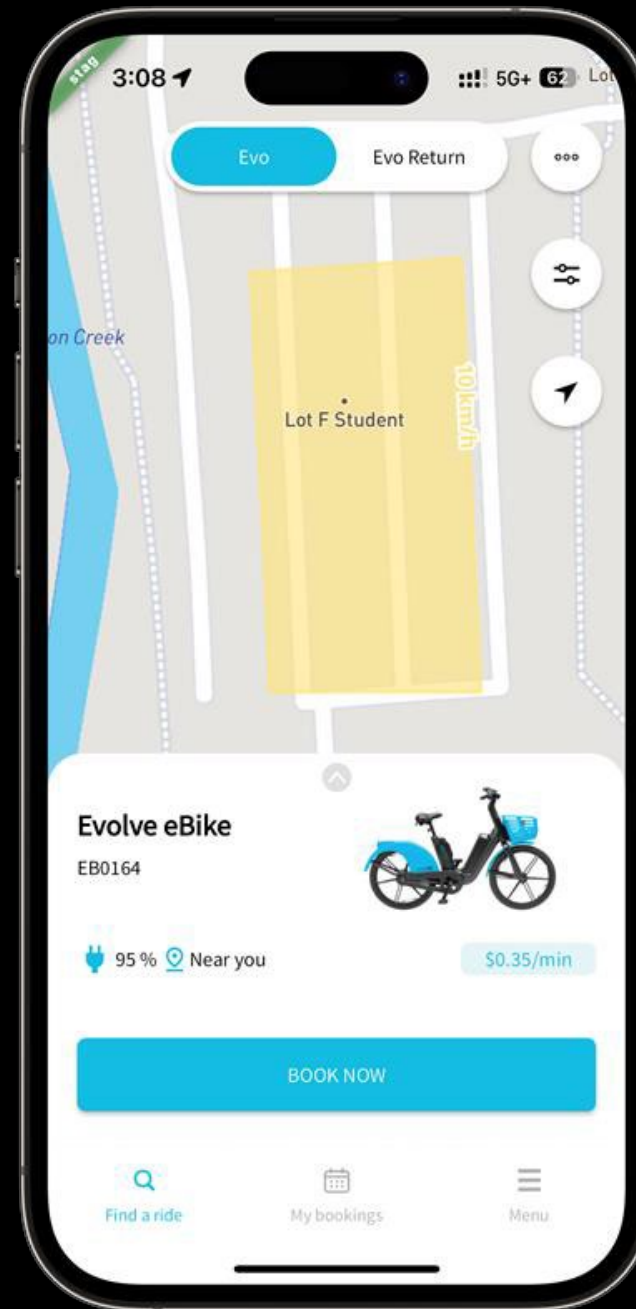 stag
3:08
5G+ 62 Lot
Evo
Evo Return
on Creek
10 km/h
Lot F Student
Evolve eBike
EB0164
95 % Near you
$0.35/min
BOOK NOW
Find a ride
My bookings
Menu